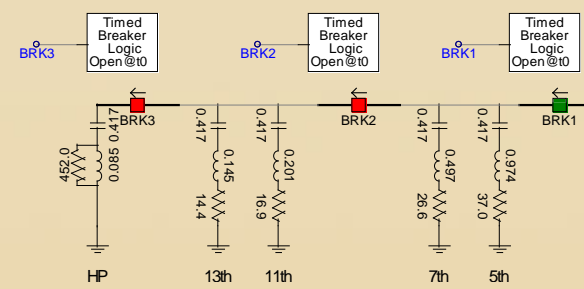 Timed
Breaker
Logic
Open@t0
BRK3
Timed
Breaker
Logic
Open@t0
BRK2
Timed
Breaker
Logic
Open@t0
BRK1
BRK3
BRK2
BRK1
0.417
0.085
452.0
0.417
0.145
14.4
0.417
0.201
16.9
0.417
0.497
26.6
0.417
0.974
37.0
HP
13th
11th
7th
5th